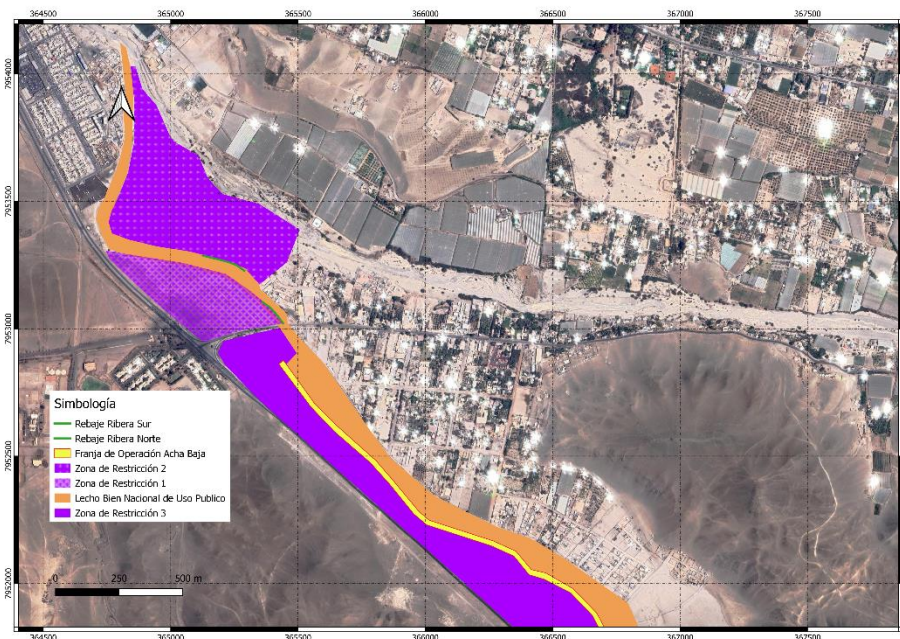 364500 365000 365500 366000 366500 367000 367500
7954000
7953500
7953000
7952500
7952000
Simbología
Rebaje Ribera Sur
Rebaje Ribera Norte
Franja de Operación Acha Baja
Zona de Restricción 2
Zona de Restricción 1
Lecho Bien Nacional de Uso Publico
Zona de Restricción 3
0 250 500 m
364500 365000 365500 366000 366500 367000 367500